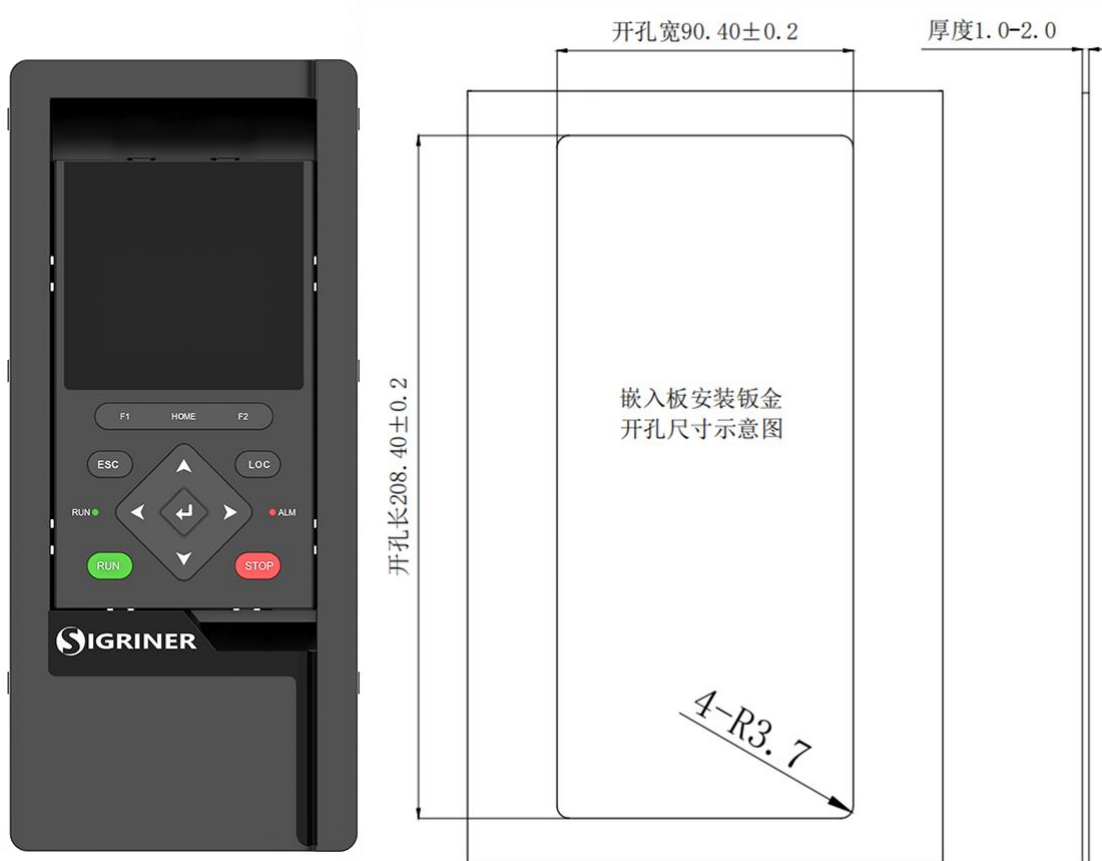 F1 HOME F2
ESC
LOC
RUN
ALM
RUN
STOP
SIGRINER
开孔宽90.40±0.2
厚度1.0-2.0
开孔长208.40±0.2
嵌入板安装钣金
开孔尺寸示意图
4-R3.7